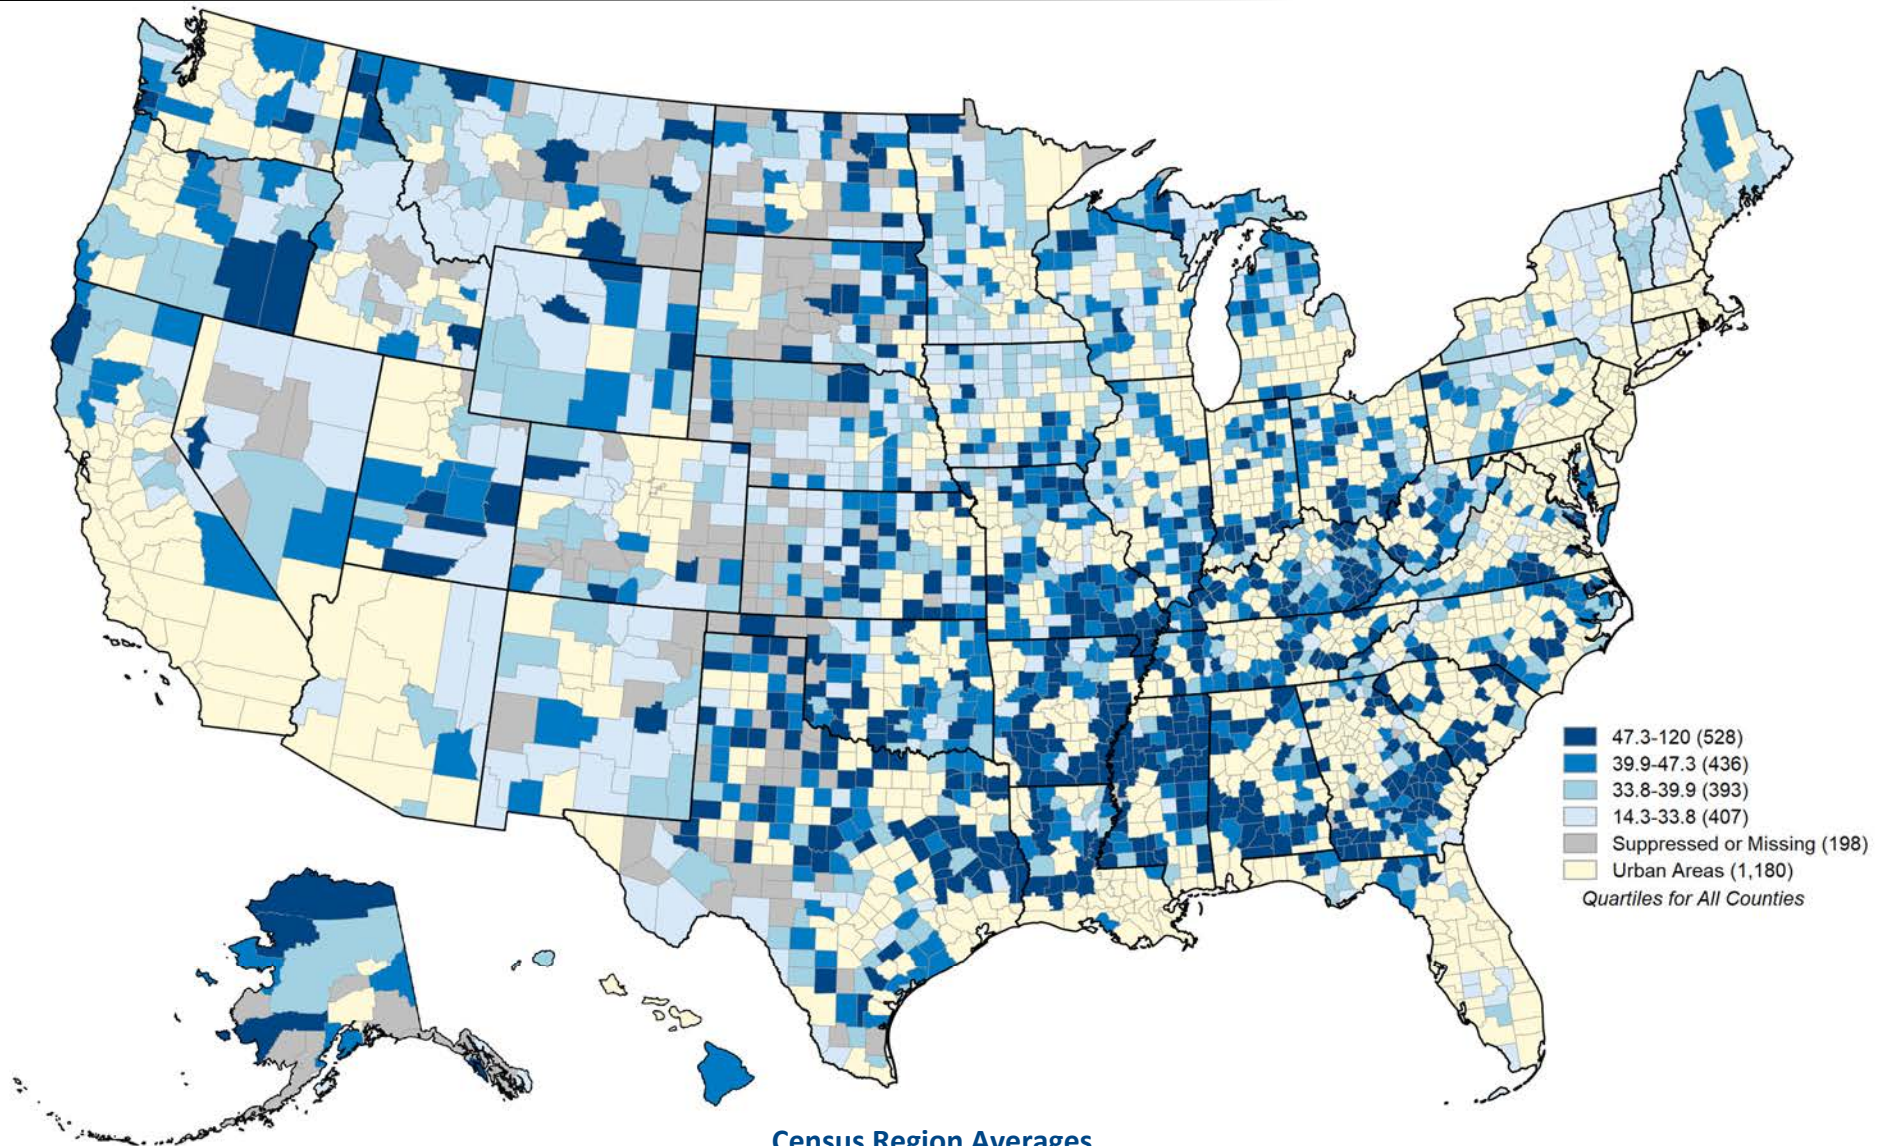 47.3-120 (528)
39.9-47.3 (436)
33.8-39.9 (393)
14.3-33.8 (407)
Suppressed or Missing (198)
Urban Areas (1,180)
Quartiles for All Counties
Census Region Averages